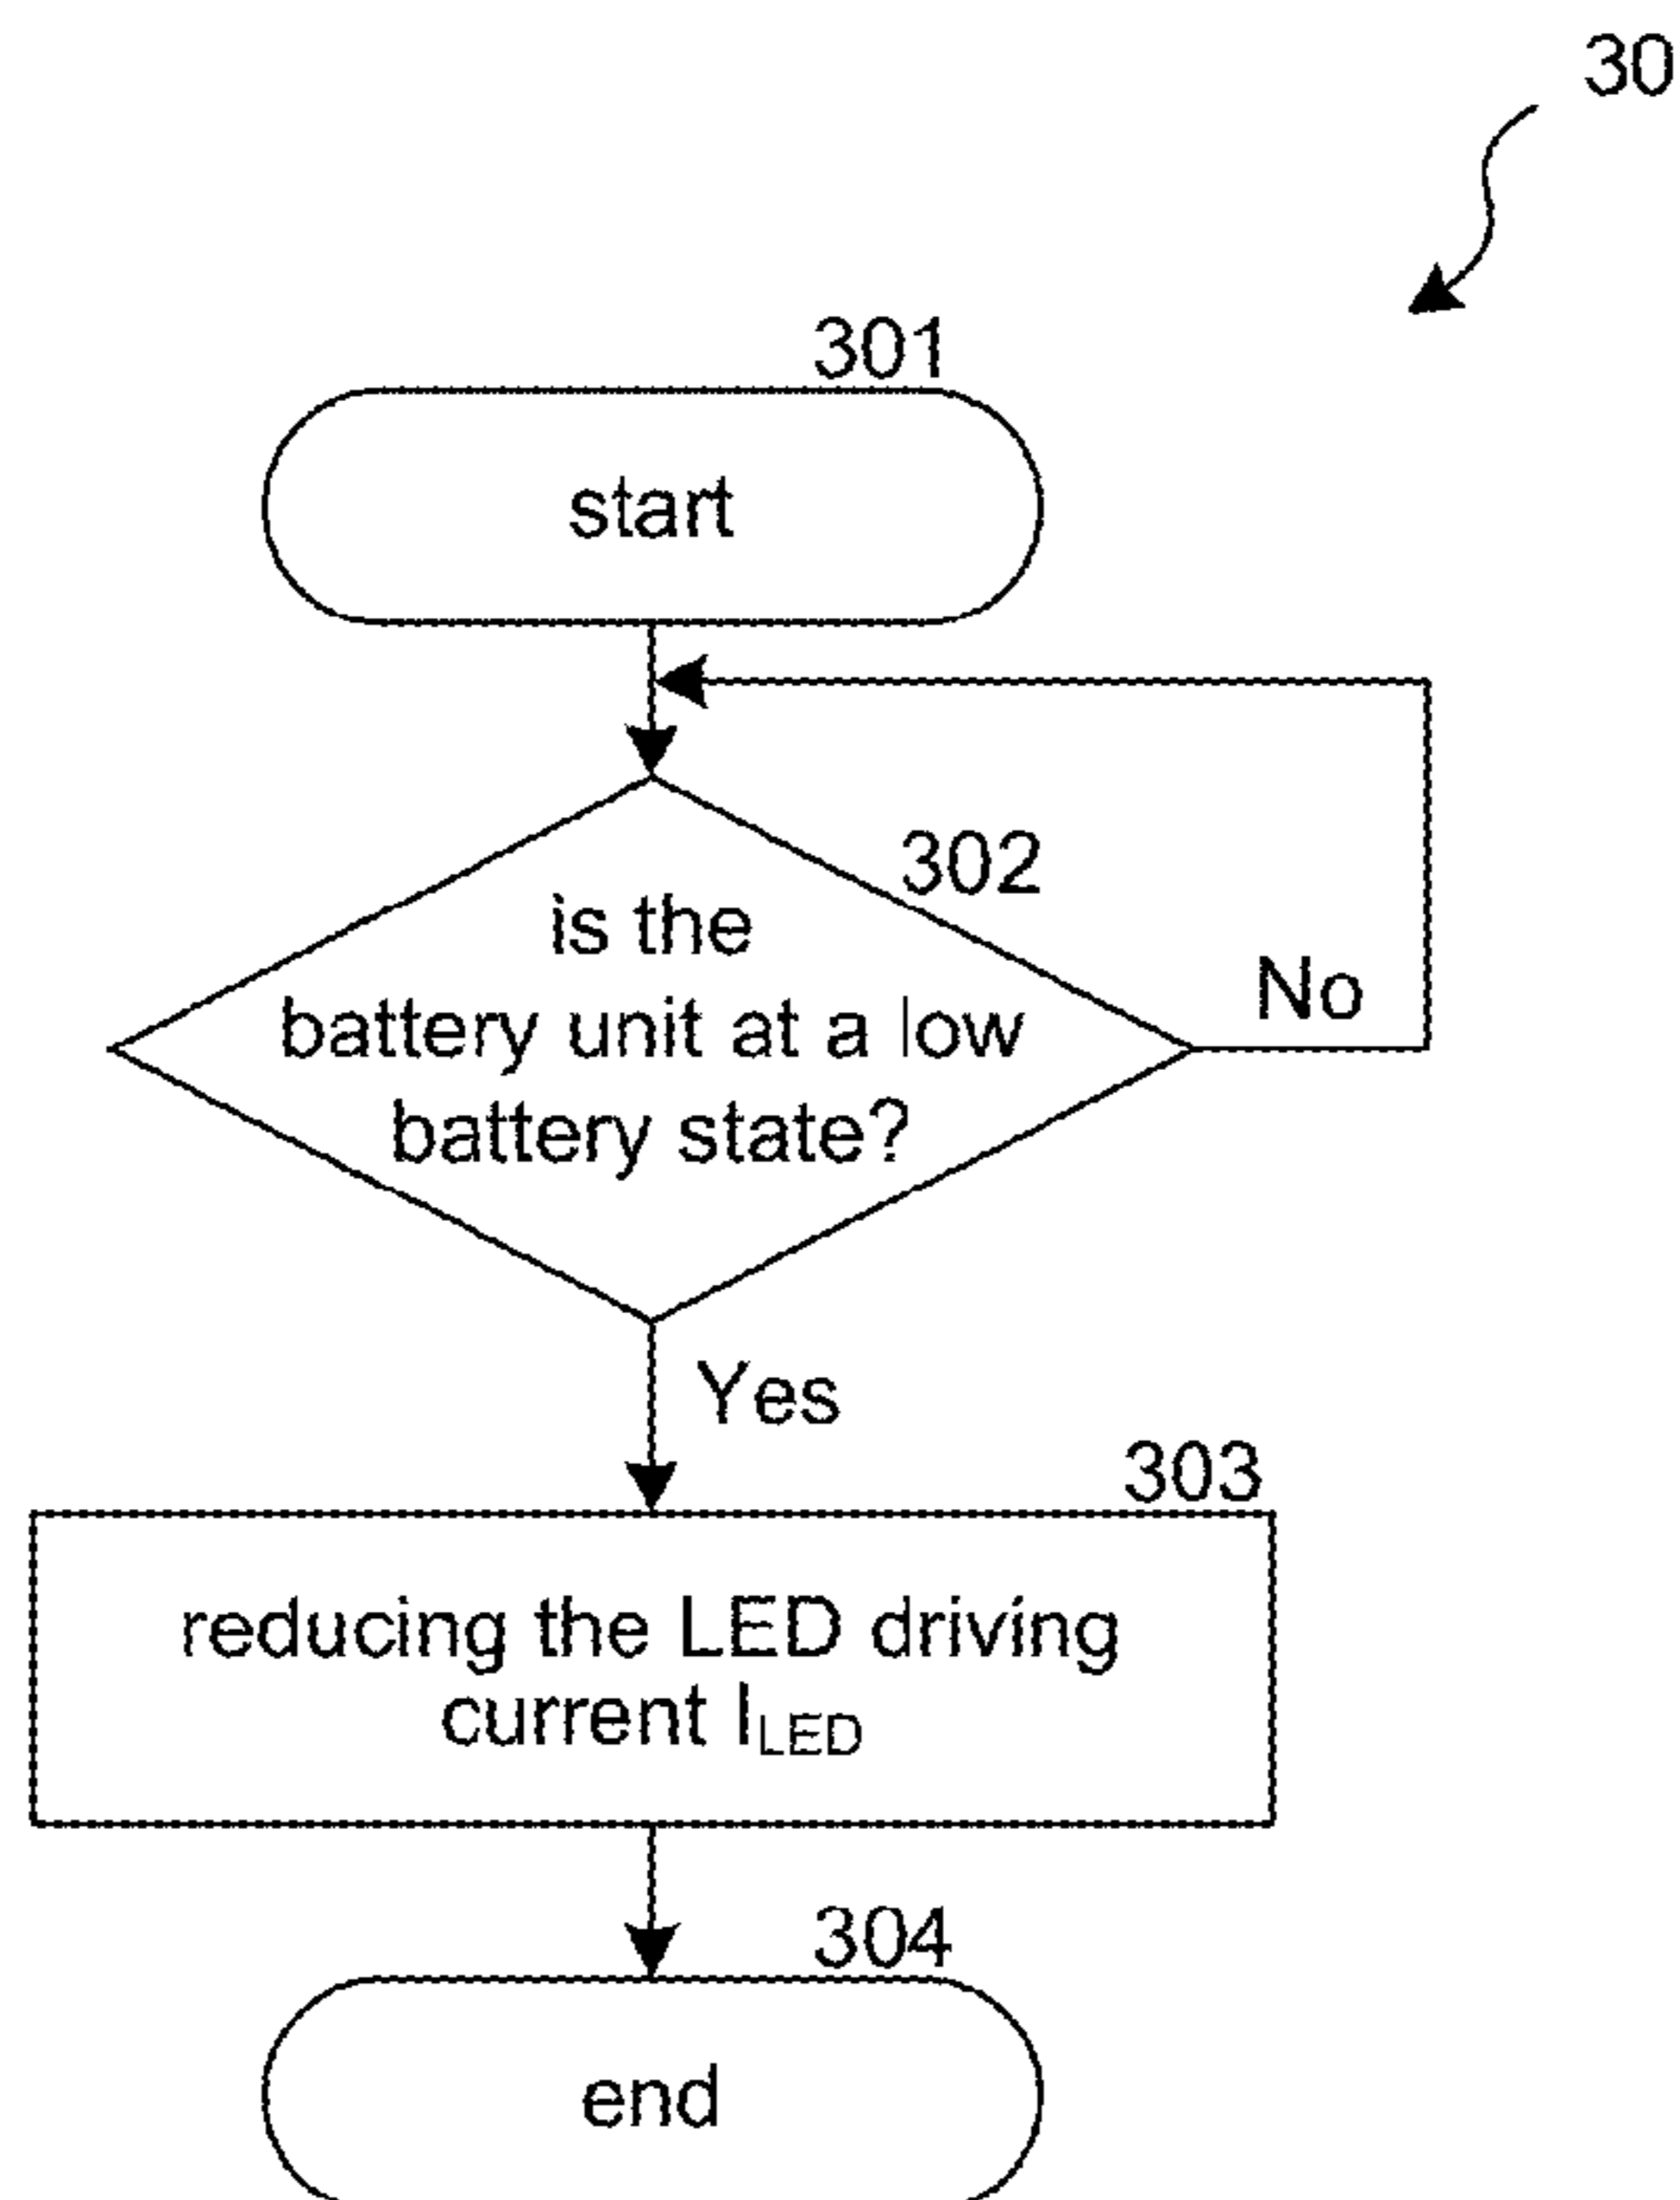 30
301
start
302
is the
battery unit at a low
battery state?
No
Yes
303
reducing the LED driving
current I_LED
304
end